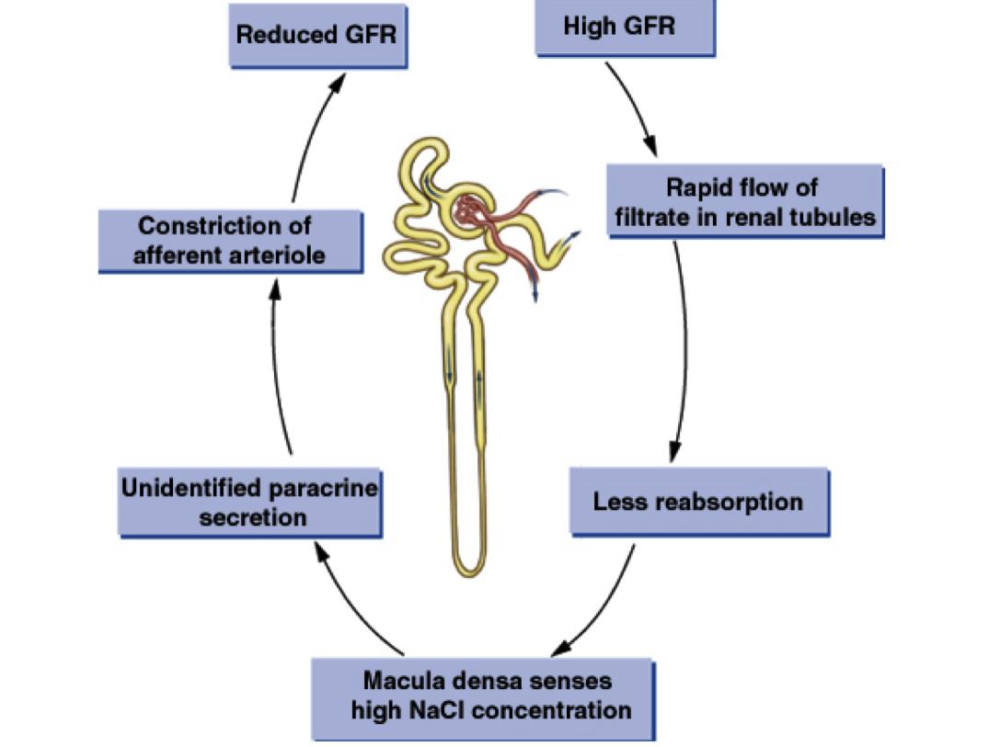 Reduced GFR
High GFR
Rapid flow of
filtrate in renal tubules
Constriction of
afferent arteriole
Unidentified paracrine
secretion
Less reabsorption
Macula densa senses
high NaCl concentration